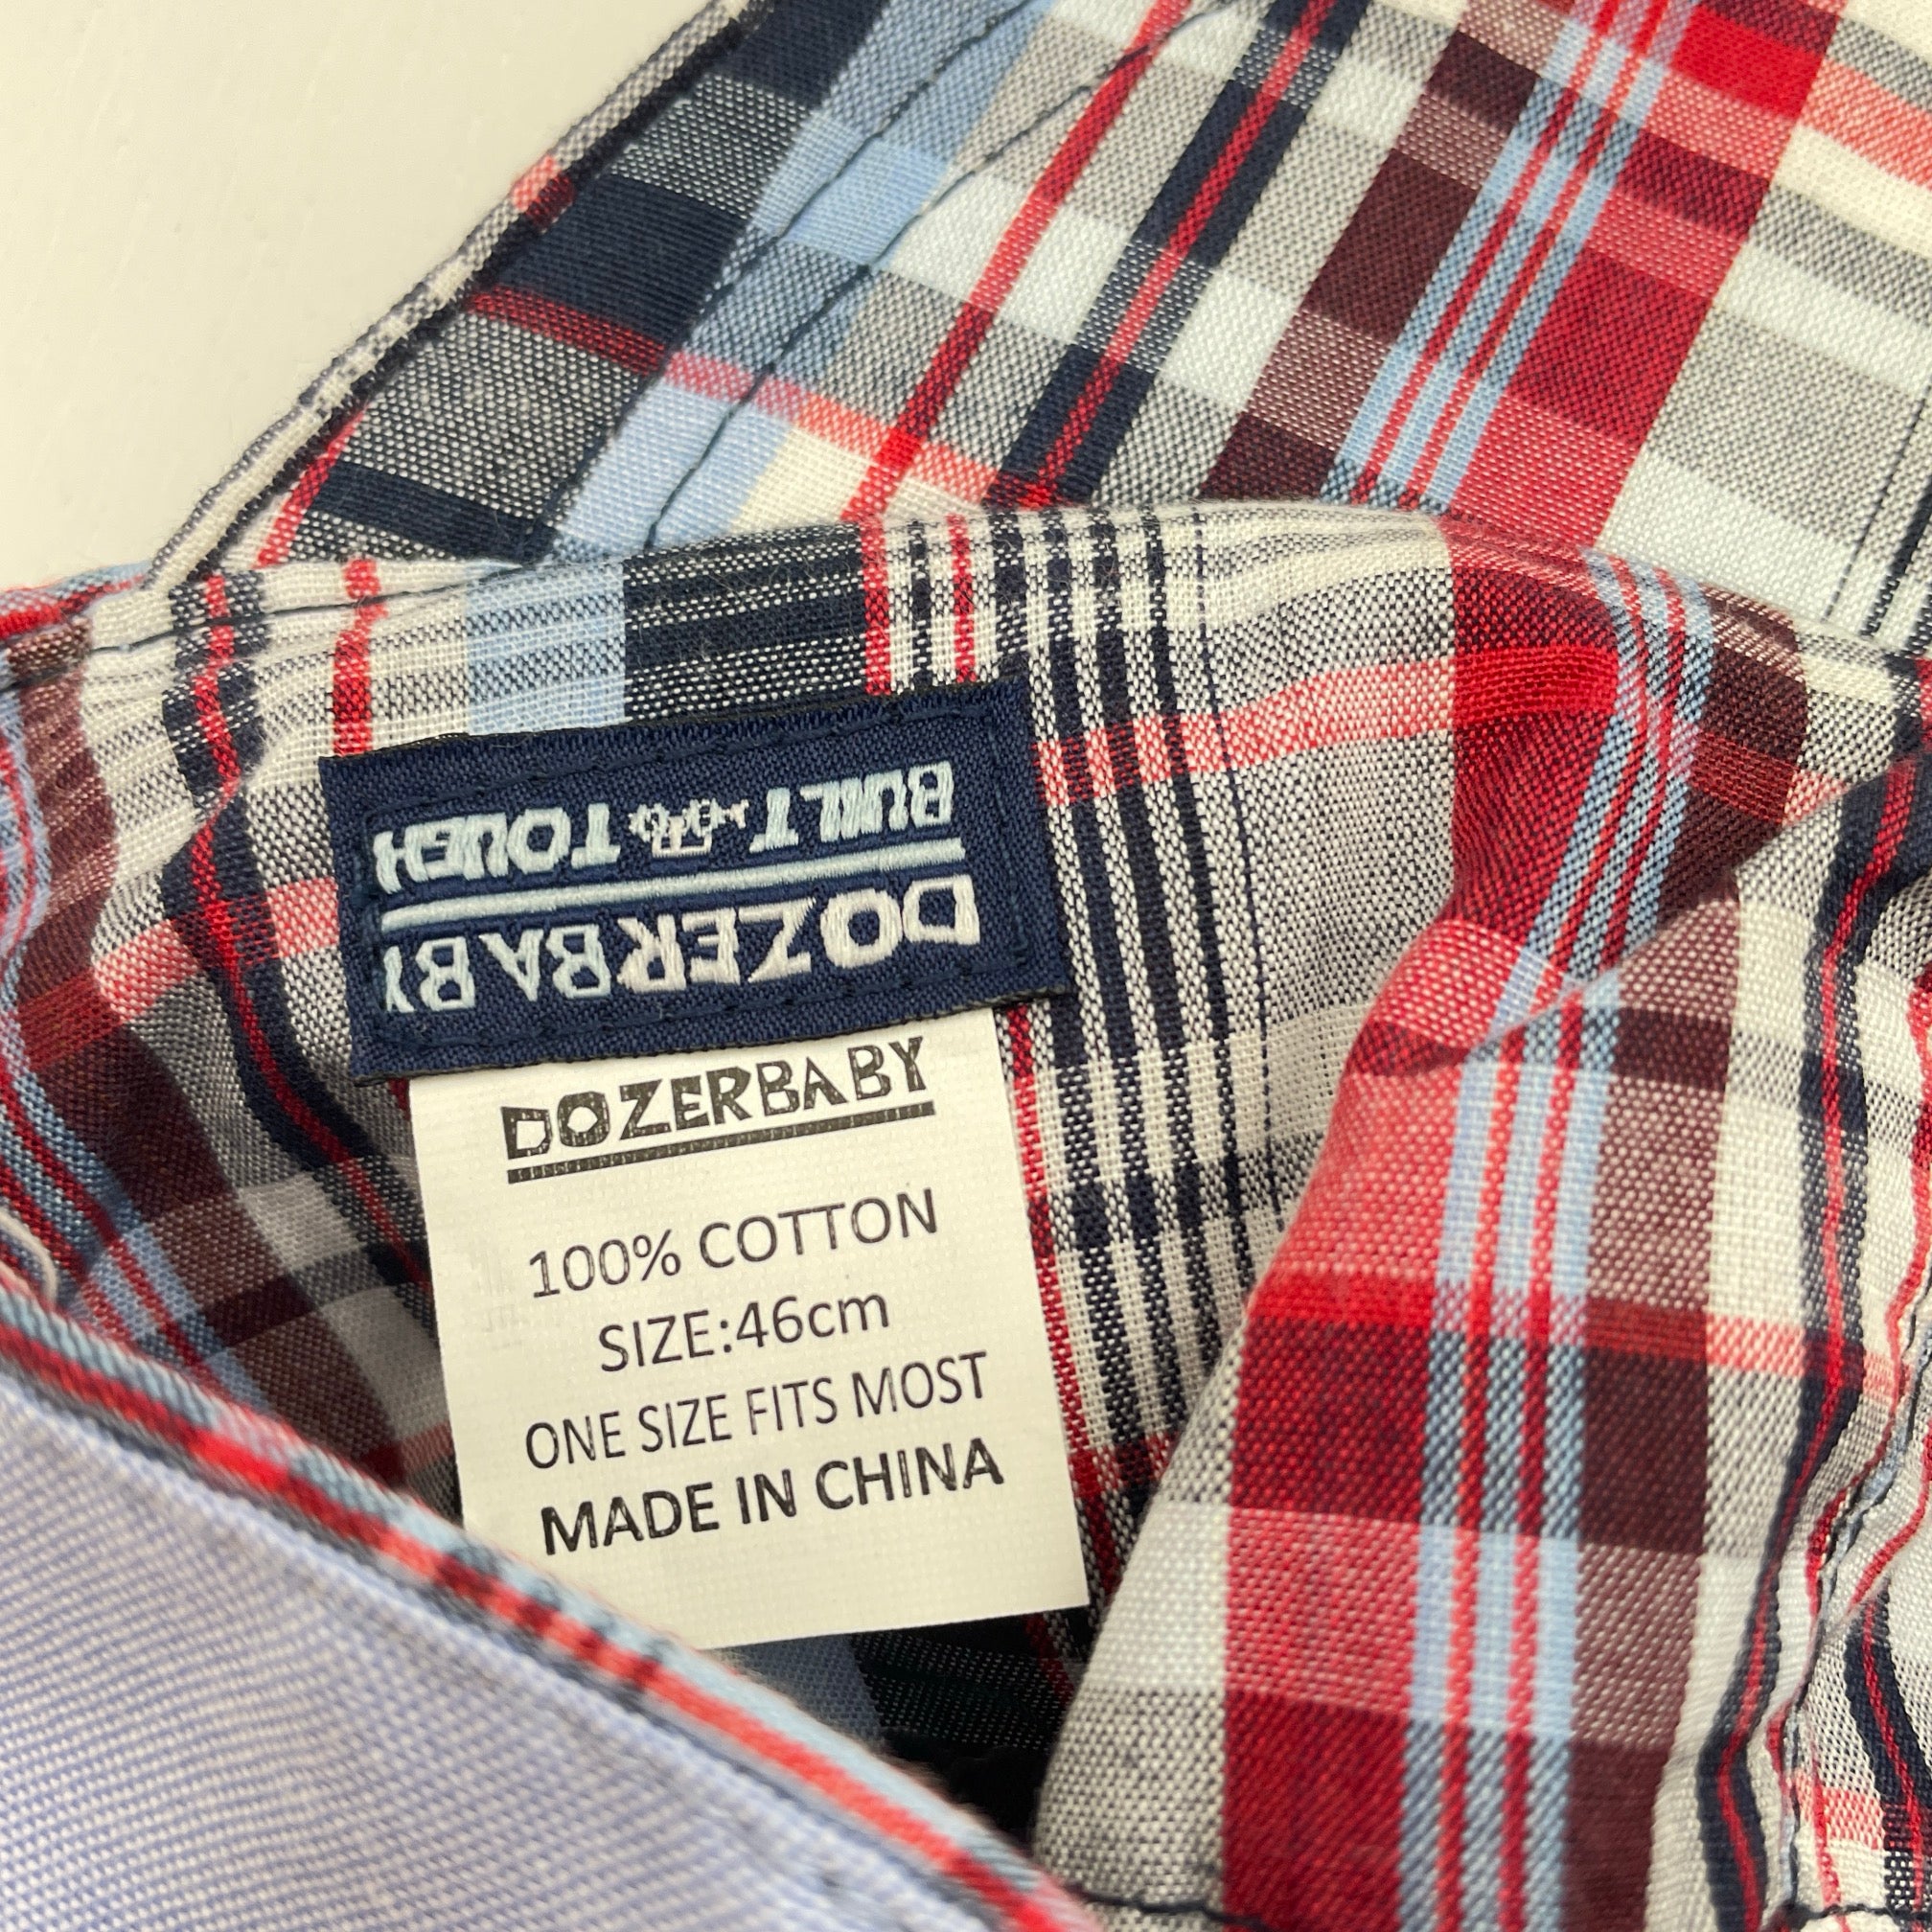 BUILT TOUGH
DOZERBABY
DOZERBABY
100% COTTON
SIZE:46cm
ONE SIZE FITS MOST
MADE IN CHINA